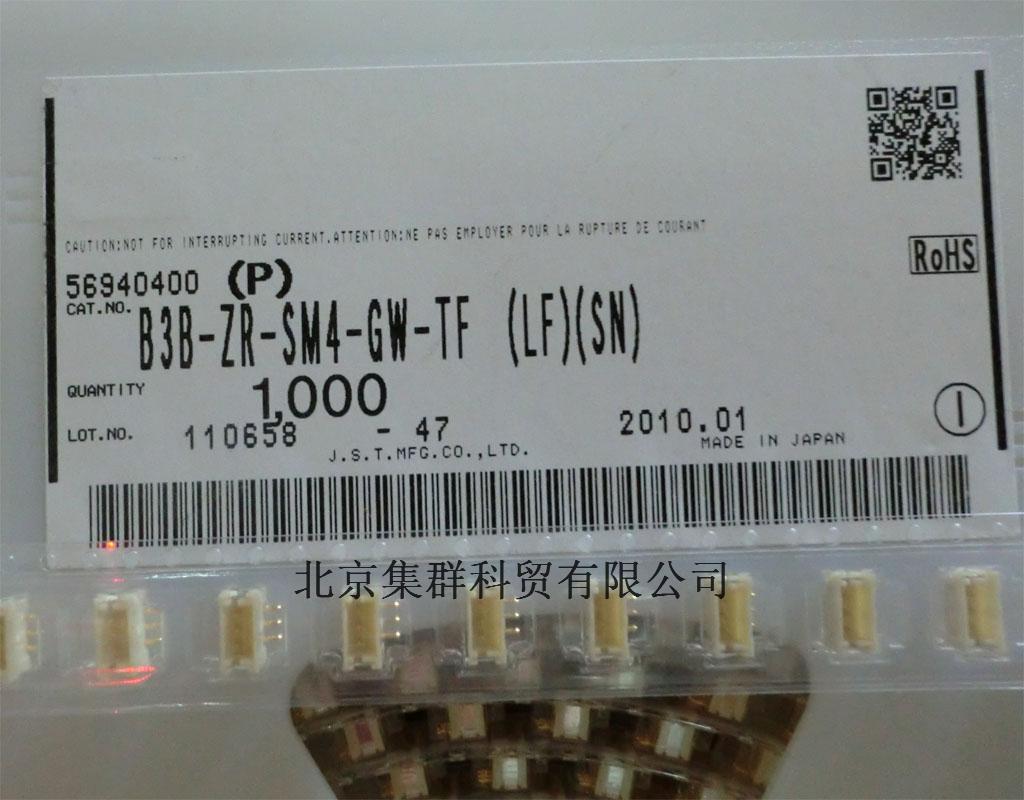 CAUTION:NOT FOR INTERRUPTING CURRENT.ATTENTION:NE PAS EMPLOYER POUR LA RUPTURE DE COURANT
RoHS
56940400 (P)
CAT.NO. B3B-ZR-SM4-GW-TF (LF)(SN)
QUANTITY 1,000
LOT.NO. 110658 - 47 2010.01
J.S.T.MFG.CO.,LTD. MADE IN JAPAN
北京集群科贸有限公司